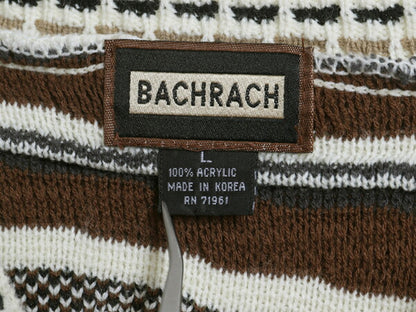 BACHRACH
L
100% ACRYLIC
MADE IN KOREA
RN 71961